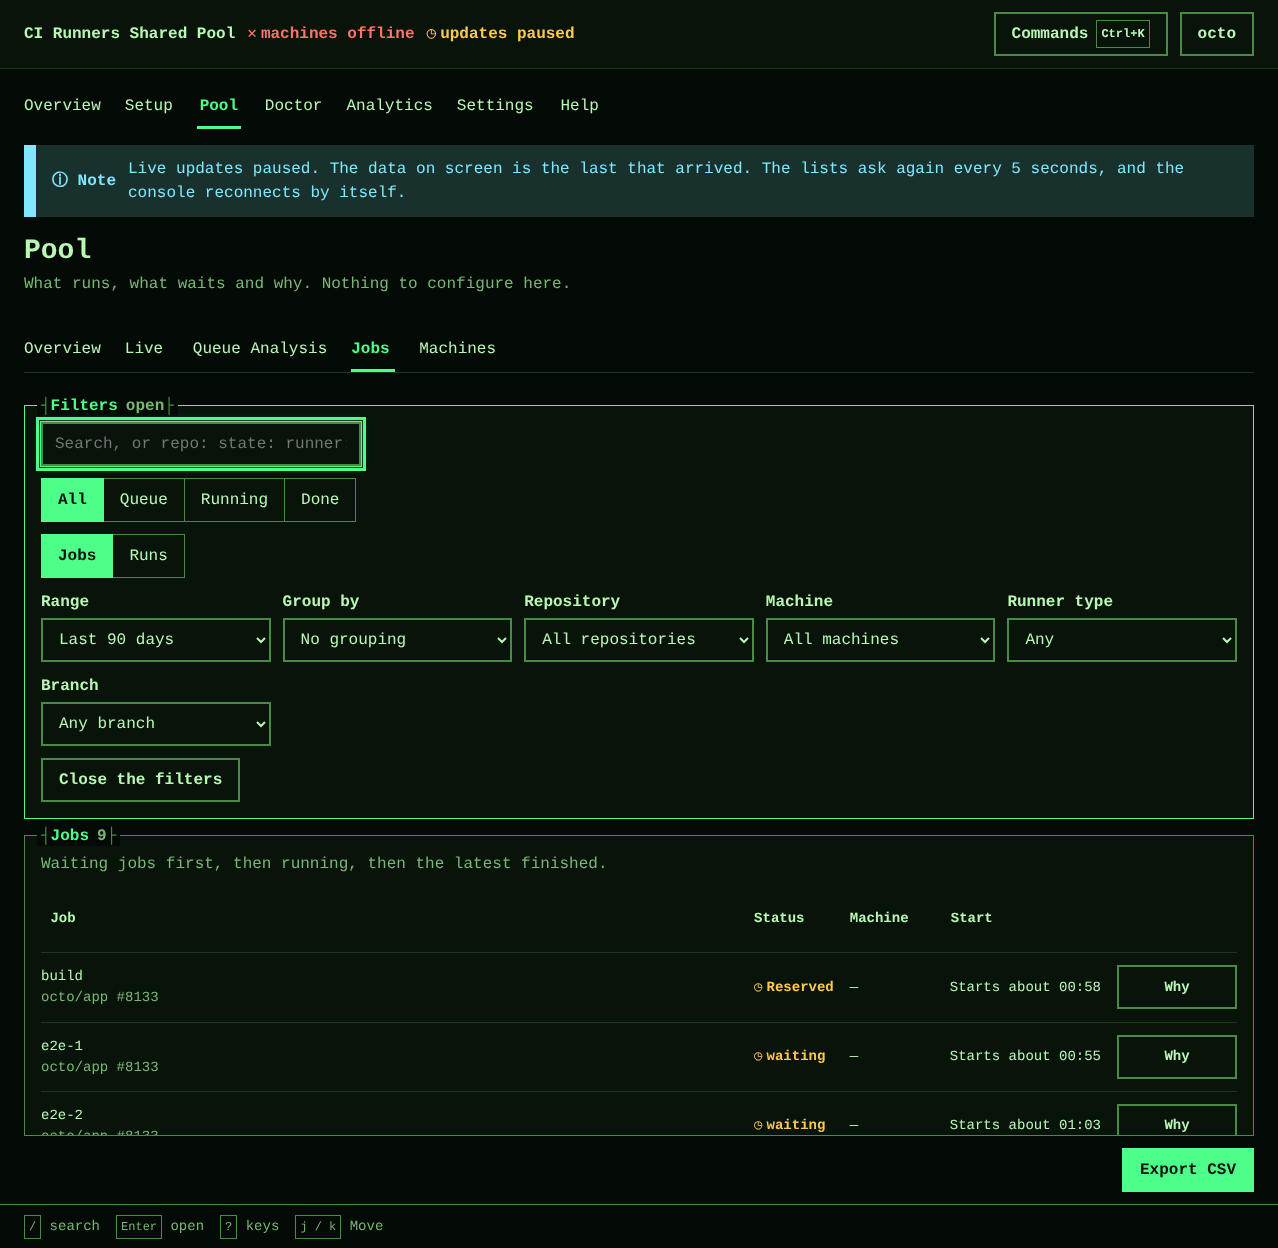 CI Runners Shared Pool × machines offline ◷ updates paused Commands Ctrl+K octo
Overview Setup Pool Doctor Analytics Settings Help
ⓘ Note Live updates paused. The data on screen is the last that arrived. The lists ask again every 5 seconds, and the
console reconnects by itself.
Pool
What runs, what waits and why. Nothing to configure here.
Overview Live Queue Analysis Jobs Machines
Filters open
Search, or repo: state: runner
All Queue Running Done
Jobs Runs
Range Group by Repository Machine Runner type
Last 90 days No grouping All repositories All machines Any
Branch
Any branch
Close the filters
Jobs 9
Waiting jobs first, then running, then the latest finished.
Job Status Machine Start
build
octo/app #8133 ◷ Reserved — Starts about 00:58 Why
e2e-1
octo/app #8133 ◷ waiting — Starts about 00:55 Why
e2e-2
octo/app #8133 ◷ waiting — Starts about 01:03 Why
Export CSV
/ search Enter open ? keys j / k Move